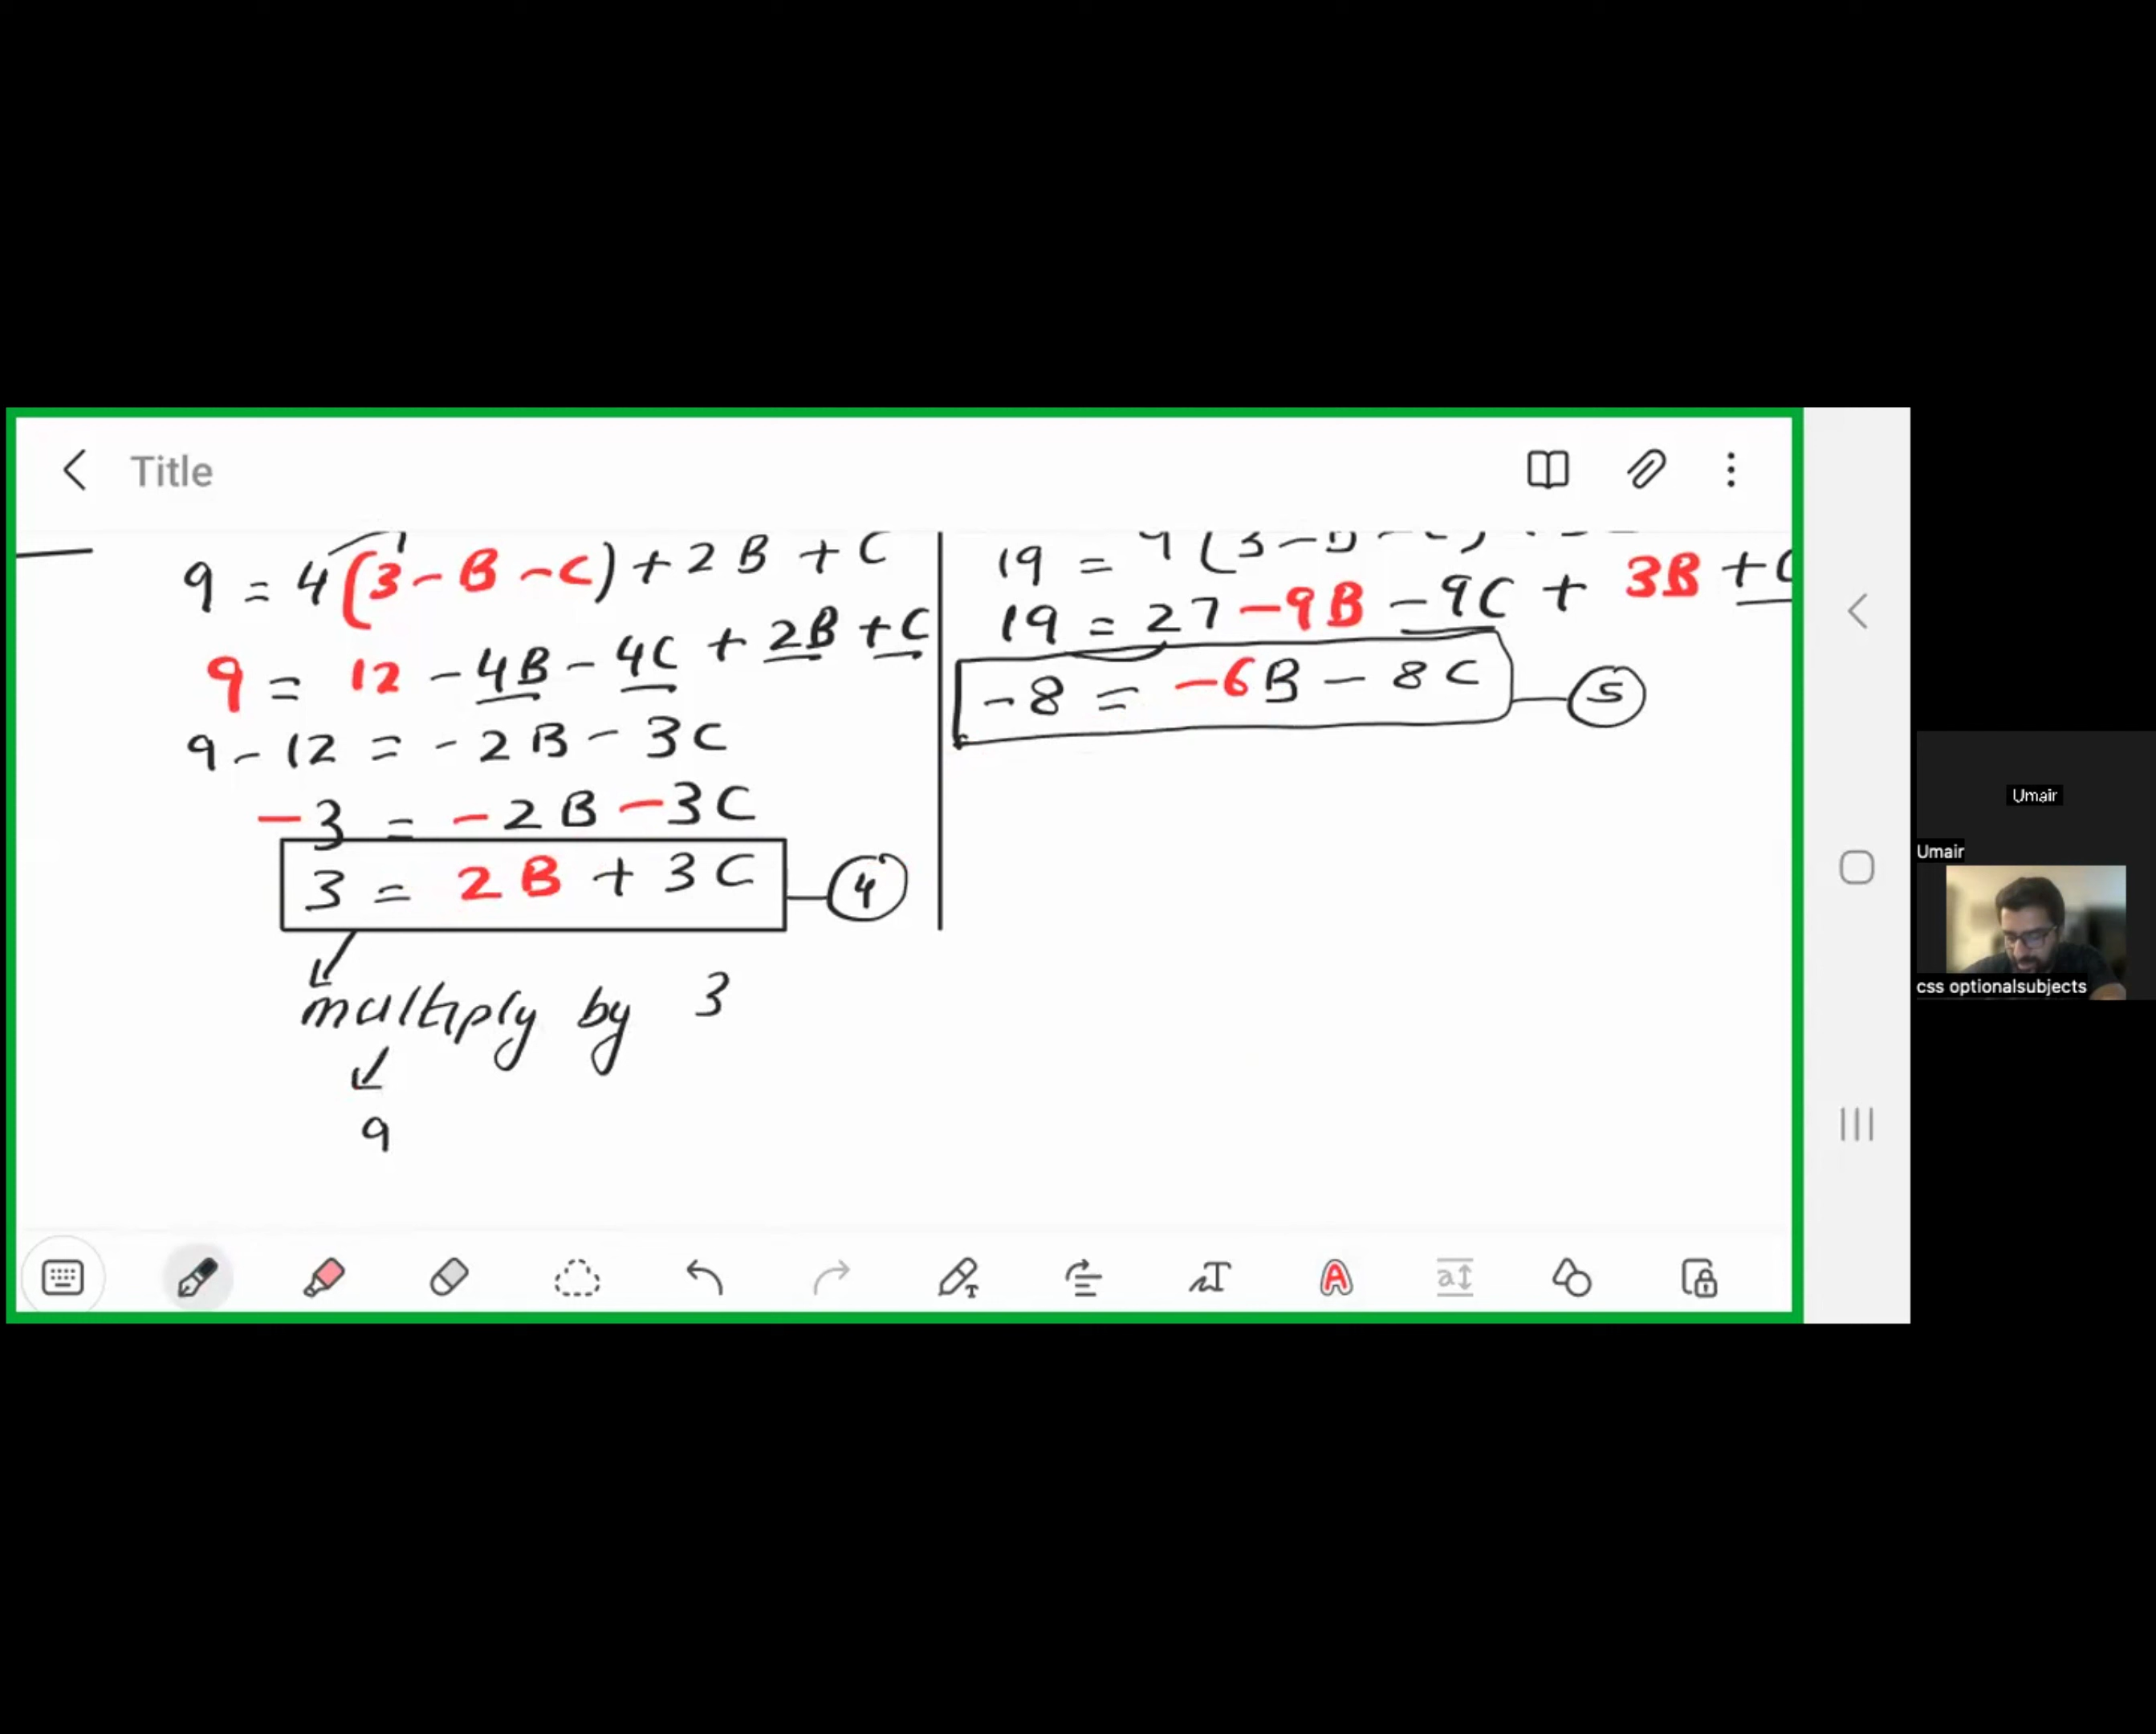 Title
9 = 4(3 - B - C) + 2B + C
9 = 12 - 4B - 4C + 2B + C
9 - 12 = - 2B - 3C
- 3 = - 2B - 3C
3 = 2B + 3C — 4
multiply by 3
9
19 =
19 = 27 - 9B - 9C + 3B + C
- 8 = - 6B - 8C — 5
Umair
Umair
css optionalsubjects